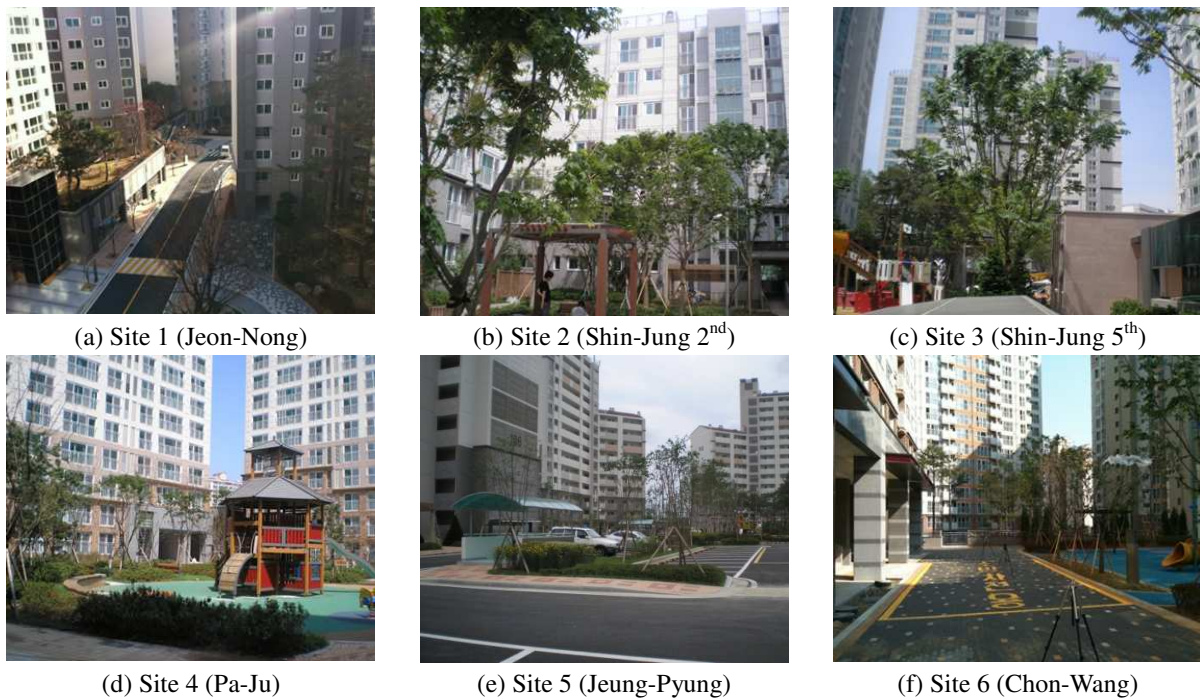 (a) Site 1 (Jeon-Nong)
(b) Site 2 (Shin-Jung 2nd)
(c) Site 3 (Shin-Jung 5th)
(d) Site 4 (Pa-Ju)
(e) Site 5 (Jeung-Pyung)
(f) Site 6 (Chon-Wang)